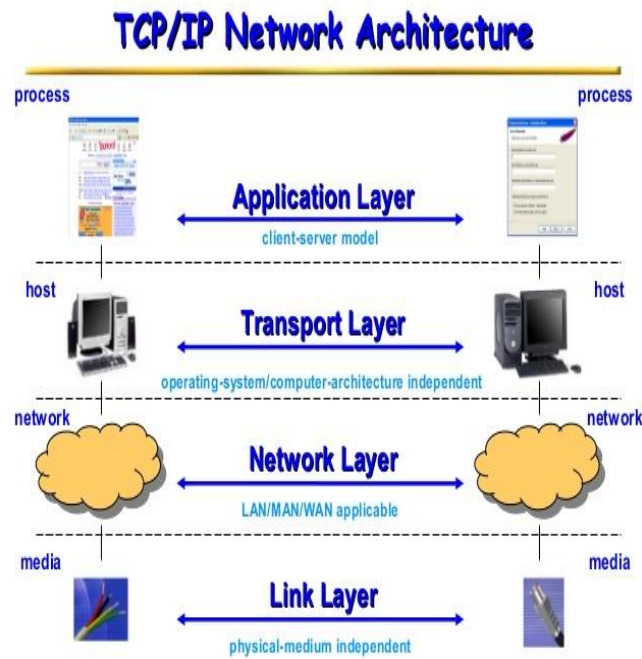 TCP/IP Network Architecture
process
process
Application Layer
client-server model
host
host
Transport Layer
operating-system/computer-architecture independent
network
network
Network Layer
LAN/MAN/WAN applicable
media
media
Link Layer
physical-medium independent